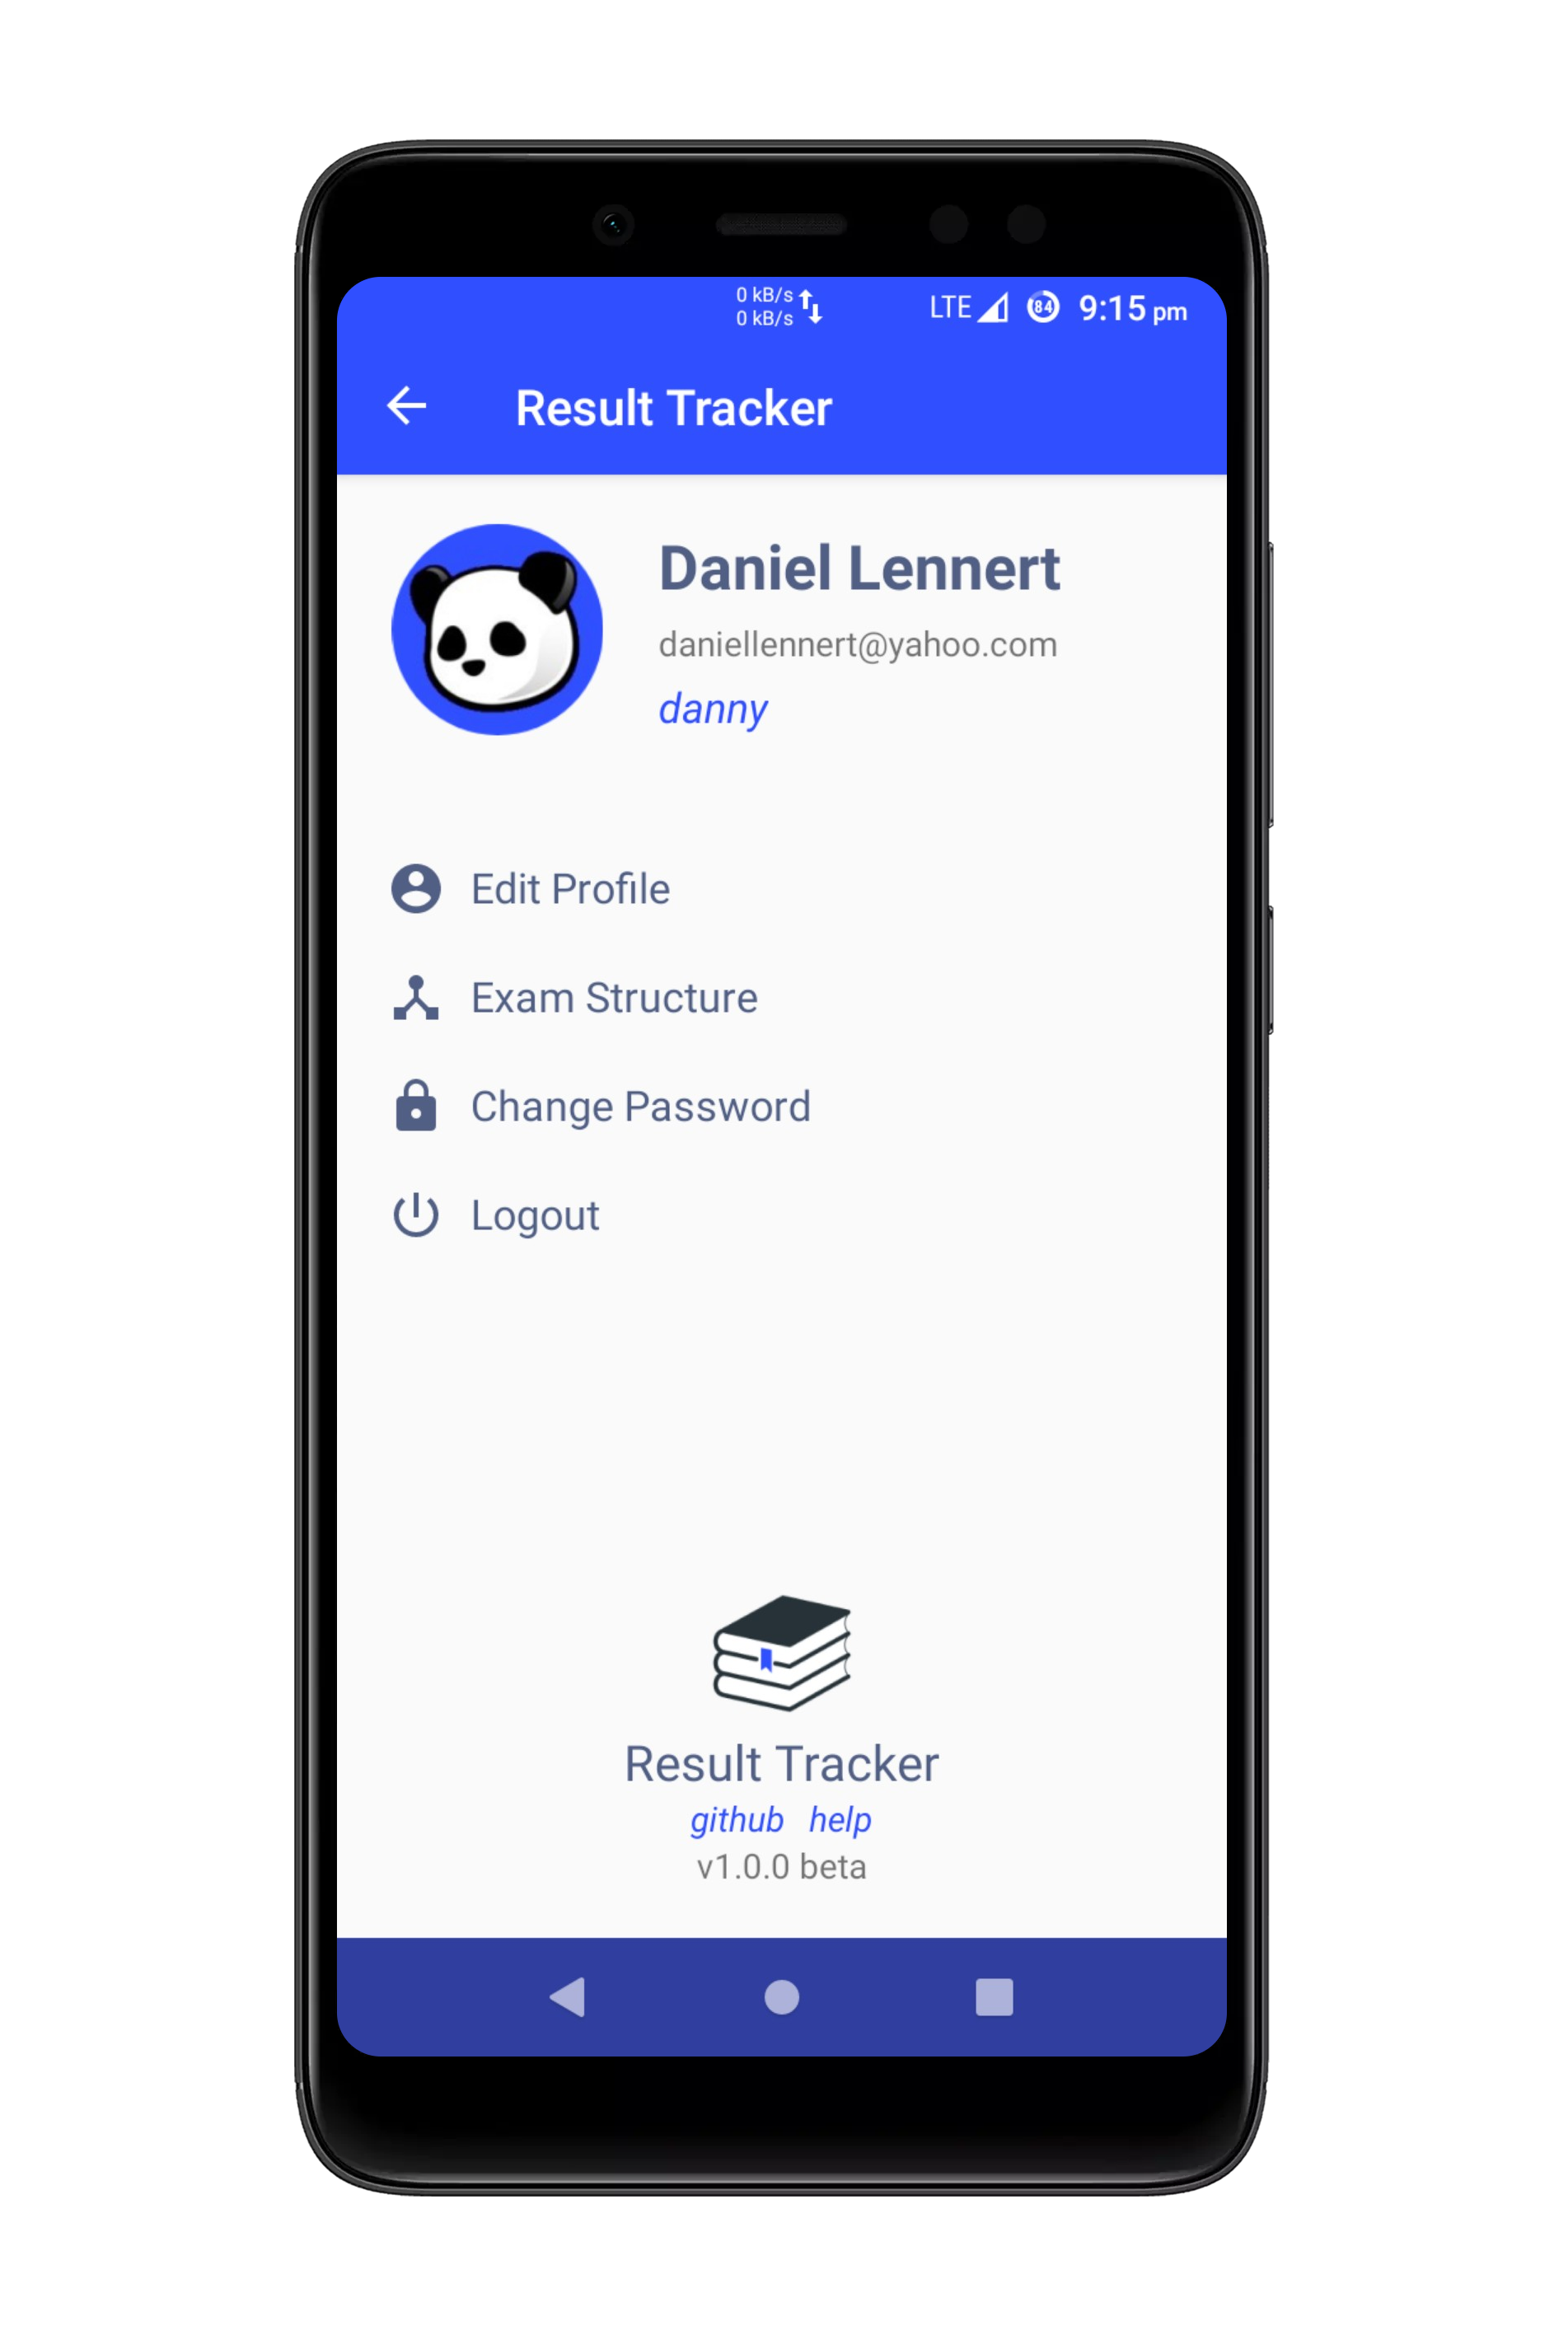 0 kB/s
0 kB/s
LTE 84 9:15 pm
Result Tracker
Daniel Lennert
daniellennert@yahoo.com
danny
Edit Profile
Exam Structure
Change Password
Logout
Result Tracker
github help
v1.0.0 beta